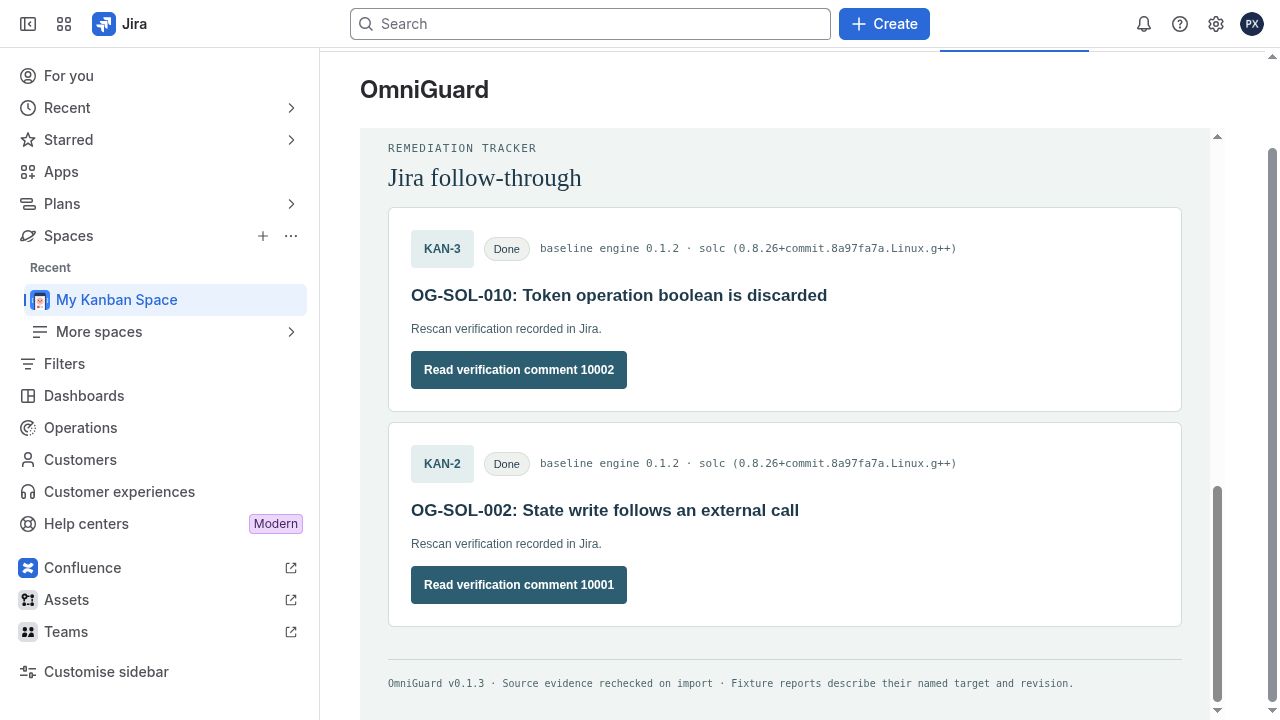 Jira
Search
Create
PX
For you
Recent
Starred
Apps
Plans
Spaces
Recent
My Kanban Space
More spaces
Filters
Dashboards
Operations
Customers
Customer experiences
Help centers
Modern
Confluence
Assets
Teams
Customise sidebar
OmniGuard
REMEDIATION TRACKER
Jira follow-through
KAN-3 Done baseline engine 0.1.2 · solc (0.8.26+commit.8a97fa7a.Linux.g++)
OG-SOL-010: Token operation boolean is discarded
Rescan verification recorded in Jira.
Read verification comment 10002
KAN-2 Done baseline engine 0.1.2 · solc (0.8.26+commit.8a97fa7a.Linux.g++)
OG-SOL-002: State write follows an external call
Rescan verification recorded in Jira.
Read verification comment 10001
OmniGuard v0.1.3 · Source evidence rechecked on import · Fixture reports describe their named target and revision.